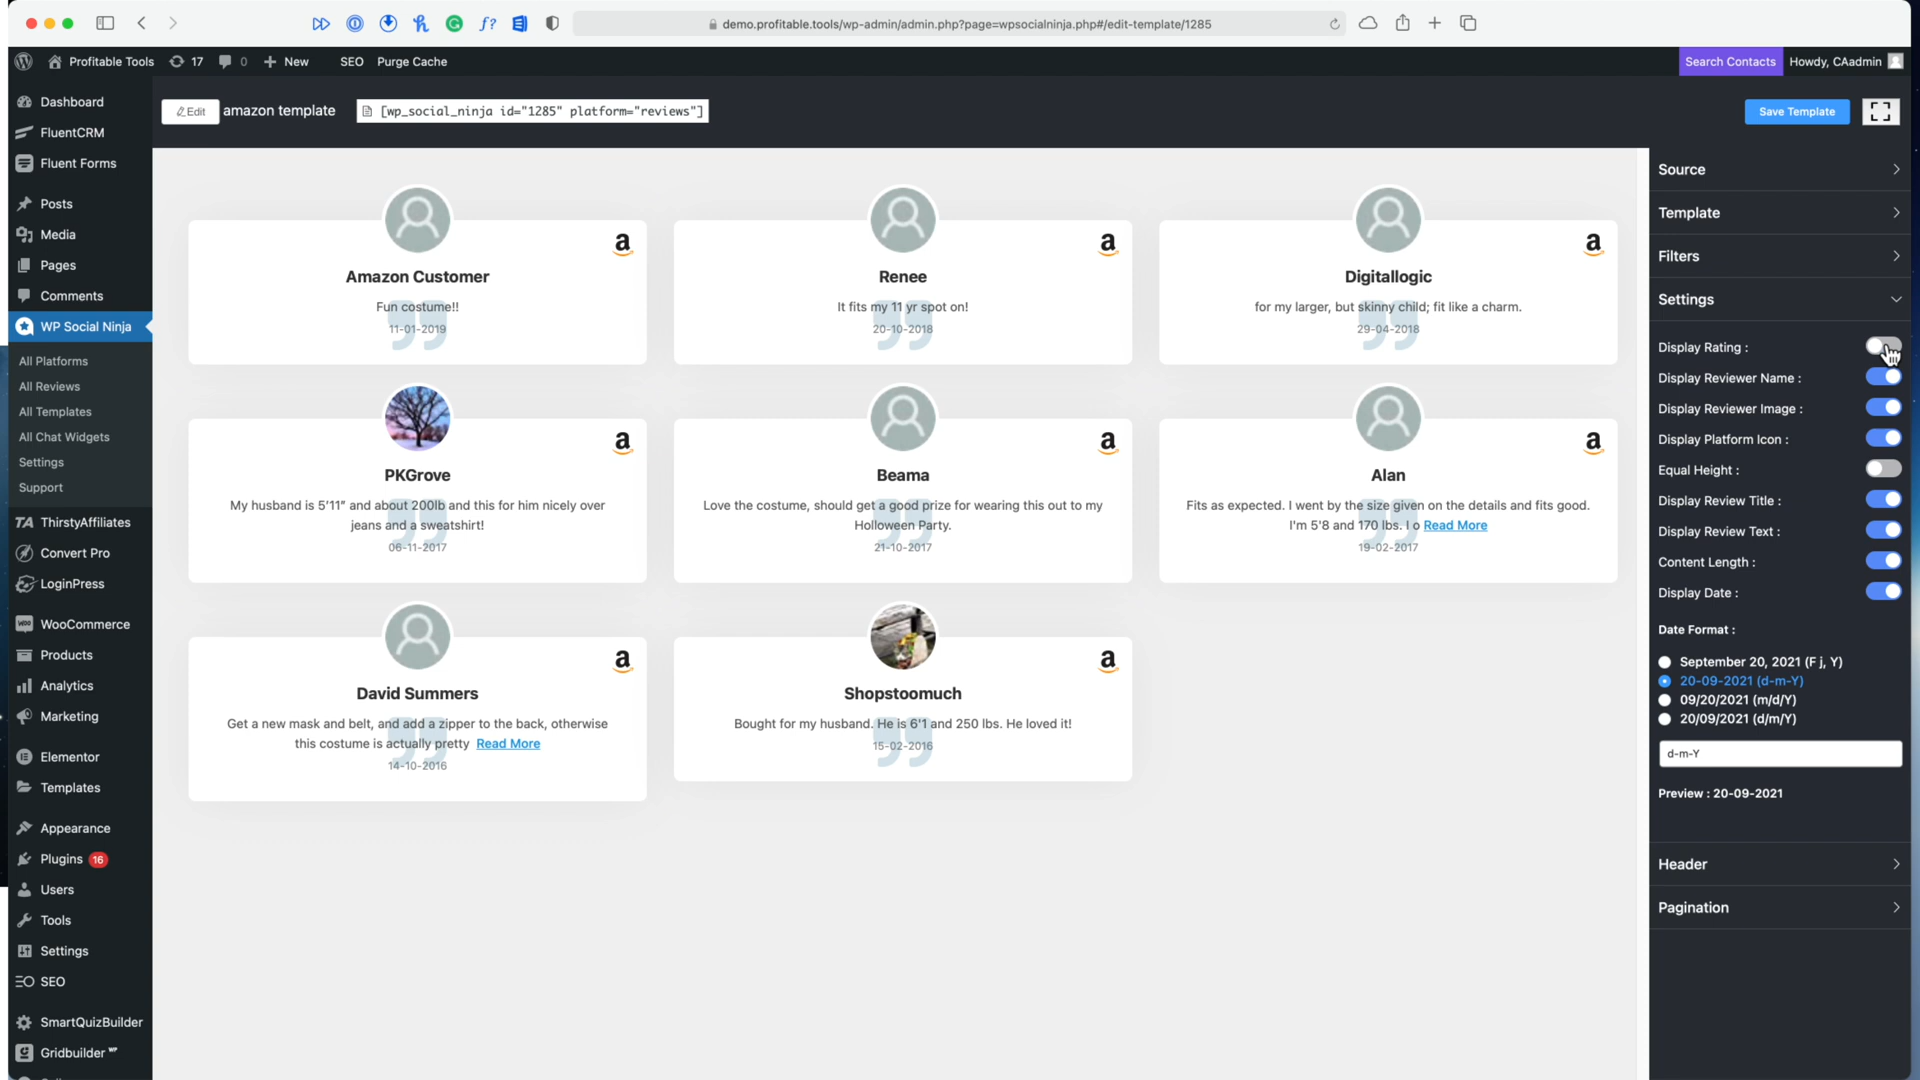 demo.profitable.tools/wp-admin/admin.php?page=wpsocialninja.php#/edit-template/1285
Profitable Tools
17
0
New
SEO
Purge Cache
Search Contacts
Howdy, CAadmin
Dashboard
FluentCRM
Fluent Forms
Posts
Media
Pages
Comments
WP Social Ninja
All Platforms
All Reviews
All Templates
All Chat Widgets
Settings
Support
TA ThirstyAffiliates
Convert Pro
LoginPress
WooCommerce
Products
Analytics
Marketing
Elementor
Templates
Appearance
Plugins 16
Users
Tools
Settings
SEO
SmartQuizBuilder
Gridbuilder WP
Edit
amazon template
[wp_social_ninja id="1285" platform="reviews"]
Save Template
Amazon Customer
Fun costume!!
11-01-2019
Renee
It fits my 11 yr spot on!
20-10-2018
Digitallogic
for my larger, but skinny child; fit like a charm.
29-04-2018
PKGrove
My husband is 5'11" and about 200lb and this for him nicely over
jeans and a sweatshirt!
06-11-2017
Beama
Love the costume, should get a good prize for wearing this out to my
Holloween Party.
21-10-2017
Alan
Fits as expected. I went by the size given on the details and fits good.
I'm 5'8 and 170 lbs. I o Read More
19-02-2017
David Summers
Get a new mask and belt, and add a zipper to the back, otherwise
this costume is actually pretty Read More
14-10-2016
Shopstoomuch
Bought for my husband. He is 6'1 and 250 lbs. He loved it!
15-02-2016
Source
Template
Filters
Settings
Display Rating :
Display Reviewer Name :
Display Reviewer Image :
Display Platform Icon :
Equal Height :
Display Review Title :
Display Review Text :
Content Length :
Display Date :
Date Format :
September 20, 2021 (F j, Y)
20-09-2021 (d-m-Y)
09/20/2021 (m/d/Y)
20/09/2021 (d/m/Y)
d-m-Y
Preview : 20-09-2021
Header
Pagination